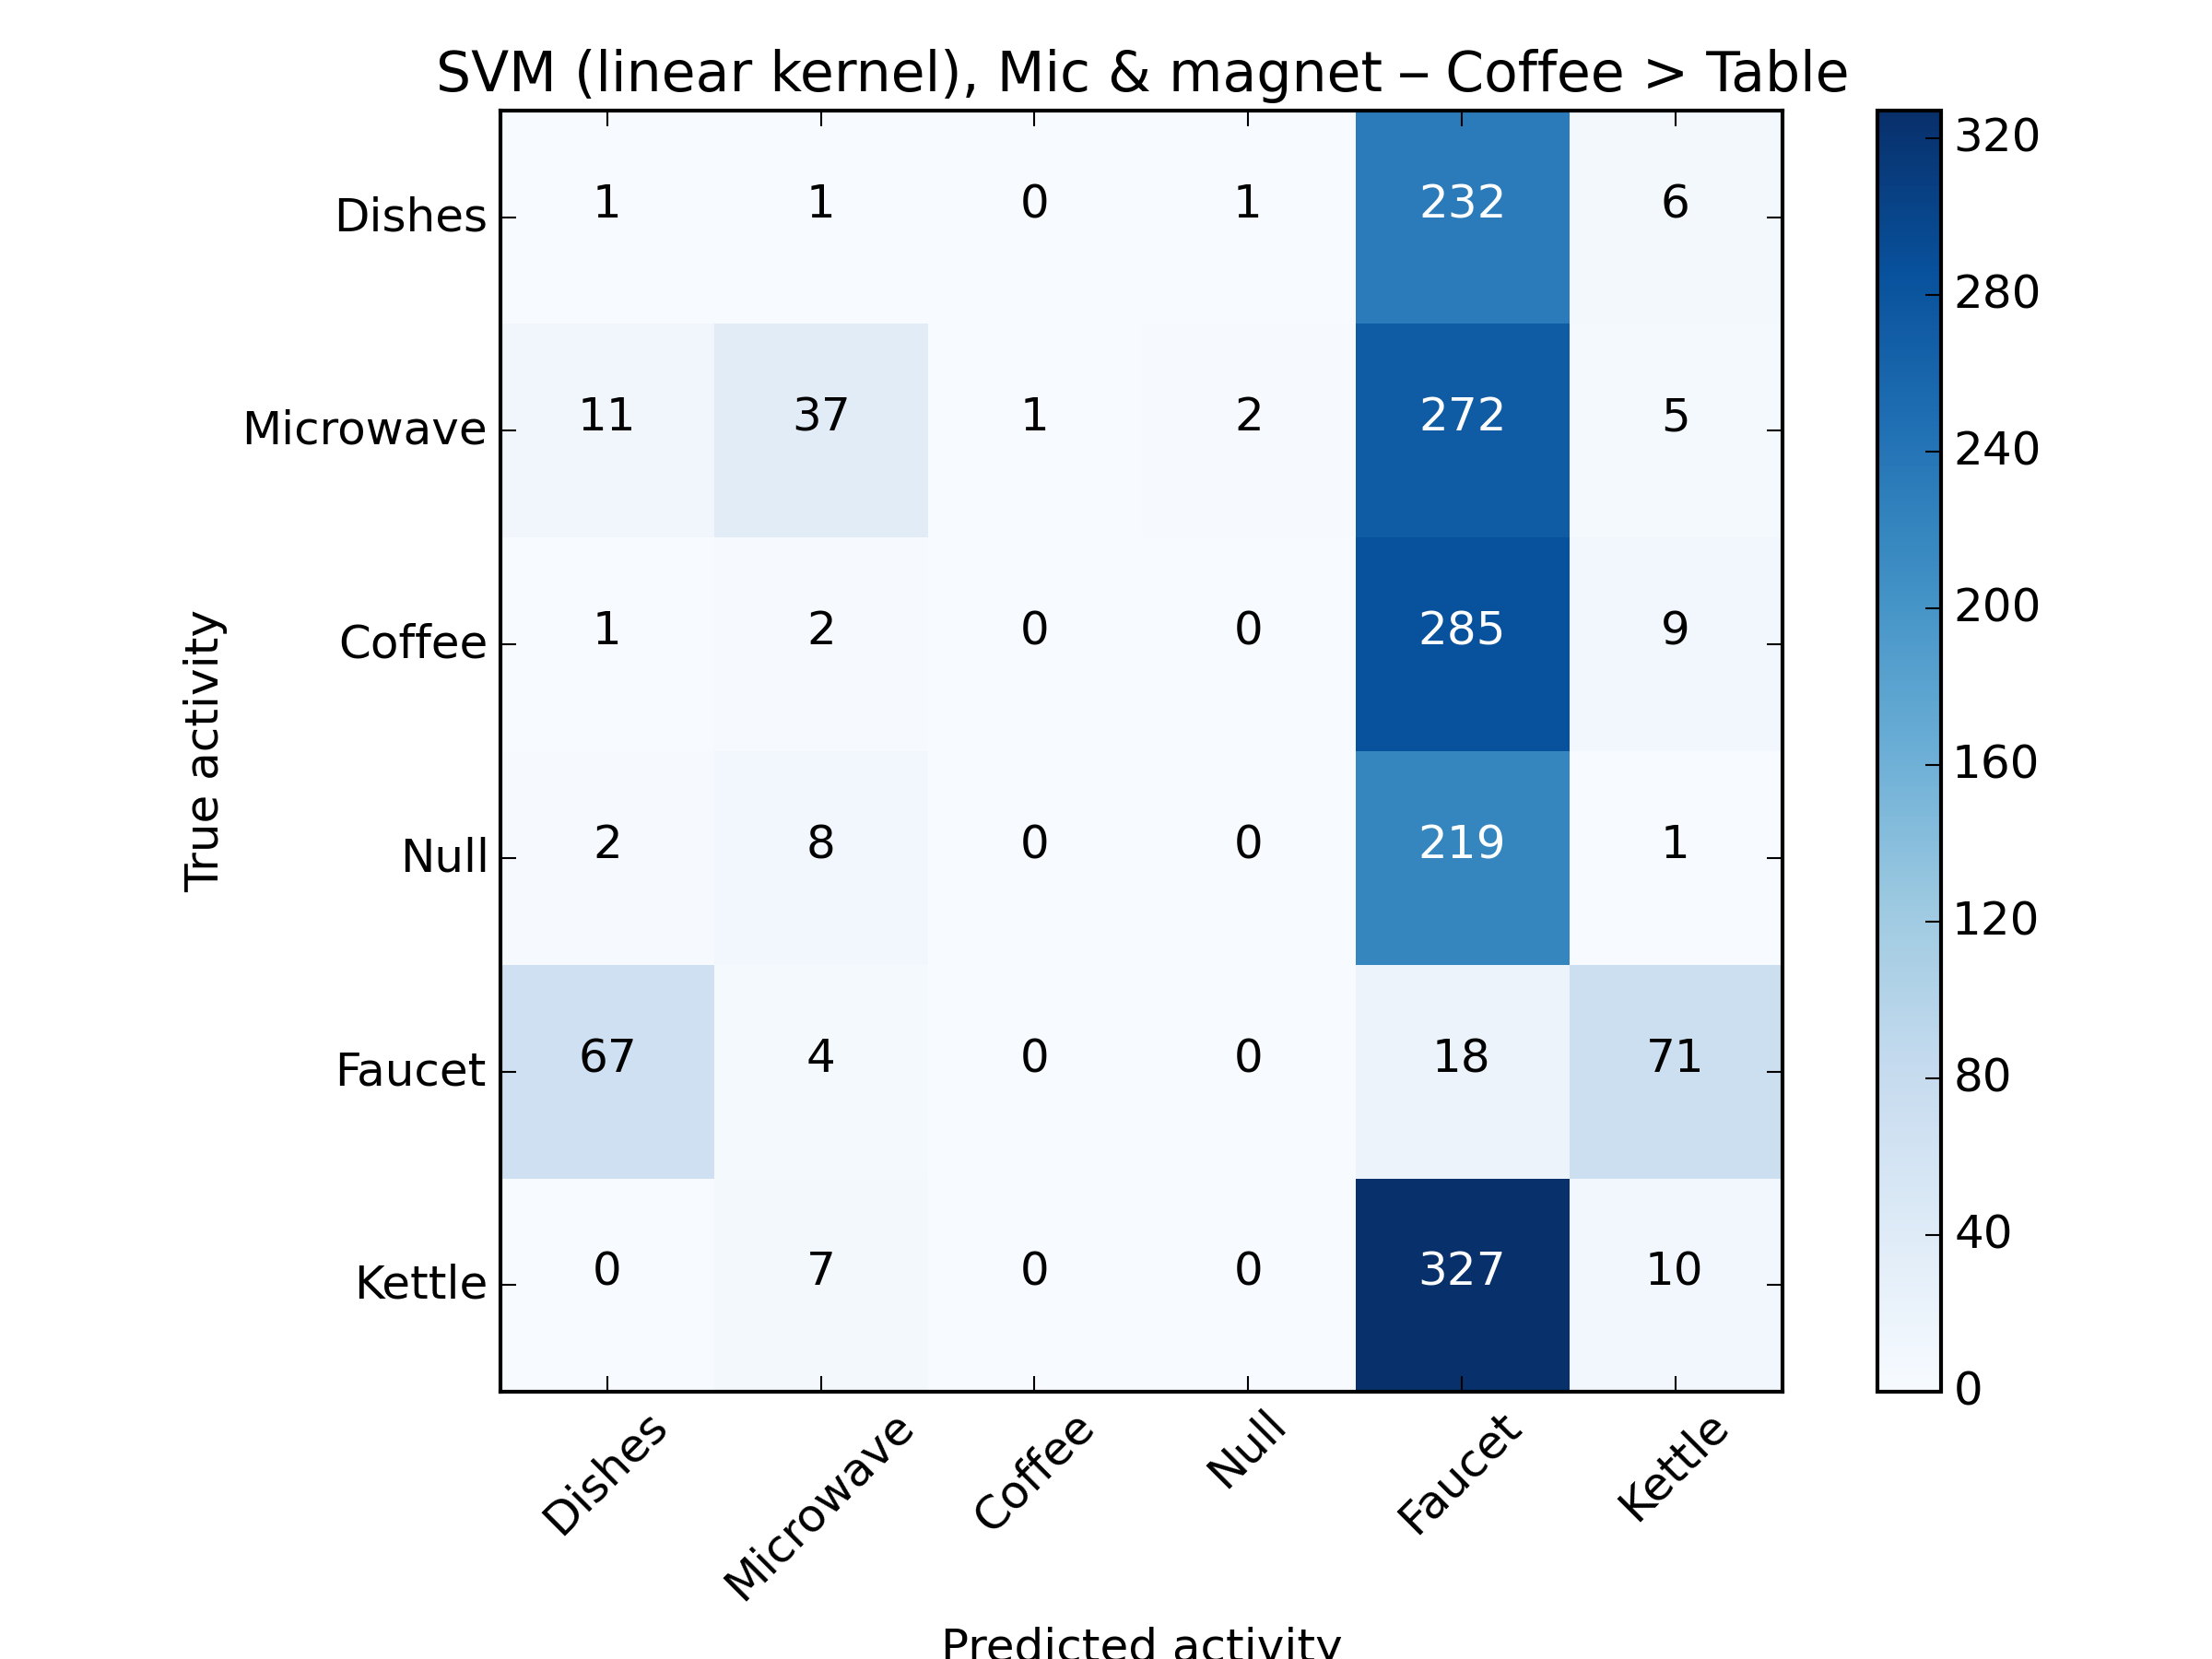 SVM (linear kernel), Mic & magnet – Coffee > Table
Dishes 1 1 0 1 232 6
Microwave 11 37 1 2 272 5
Coffee 1 2 0 0 285 9
Null 2 8 0 0 219 1
Faucet 67 4 0 0 18 71
Kettle 0 7 0 0 327 10
True activity
Dishes Microwave Coffee Null Faucet Kettle
Predicted activity
320
280
240
200
160
120
80
40
0